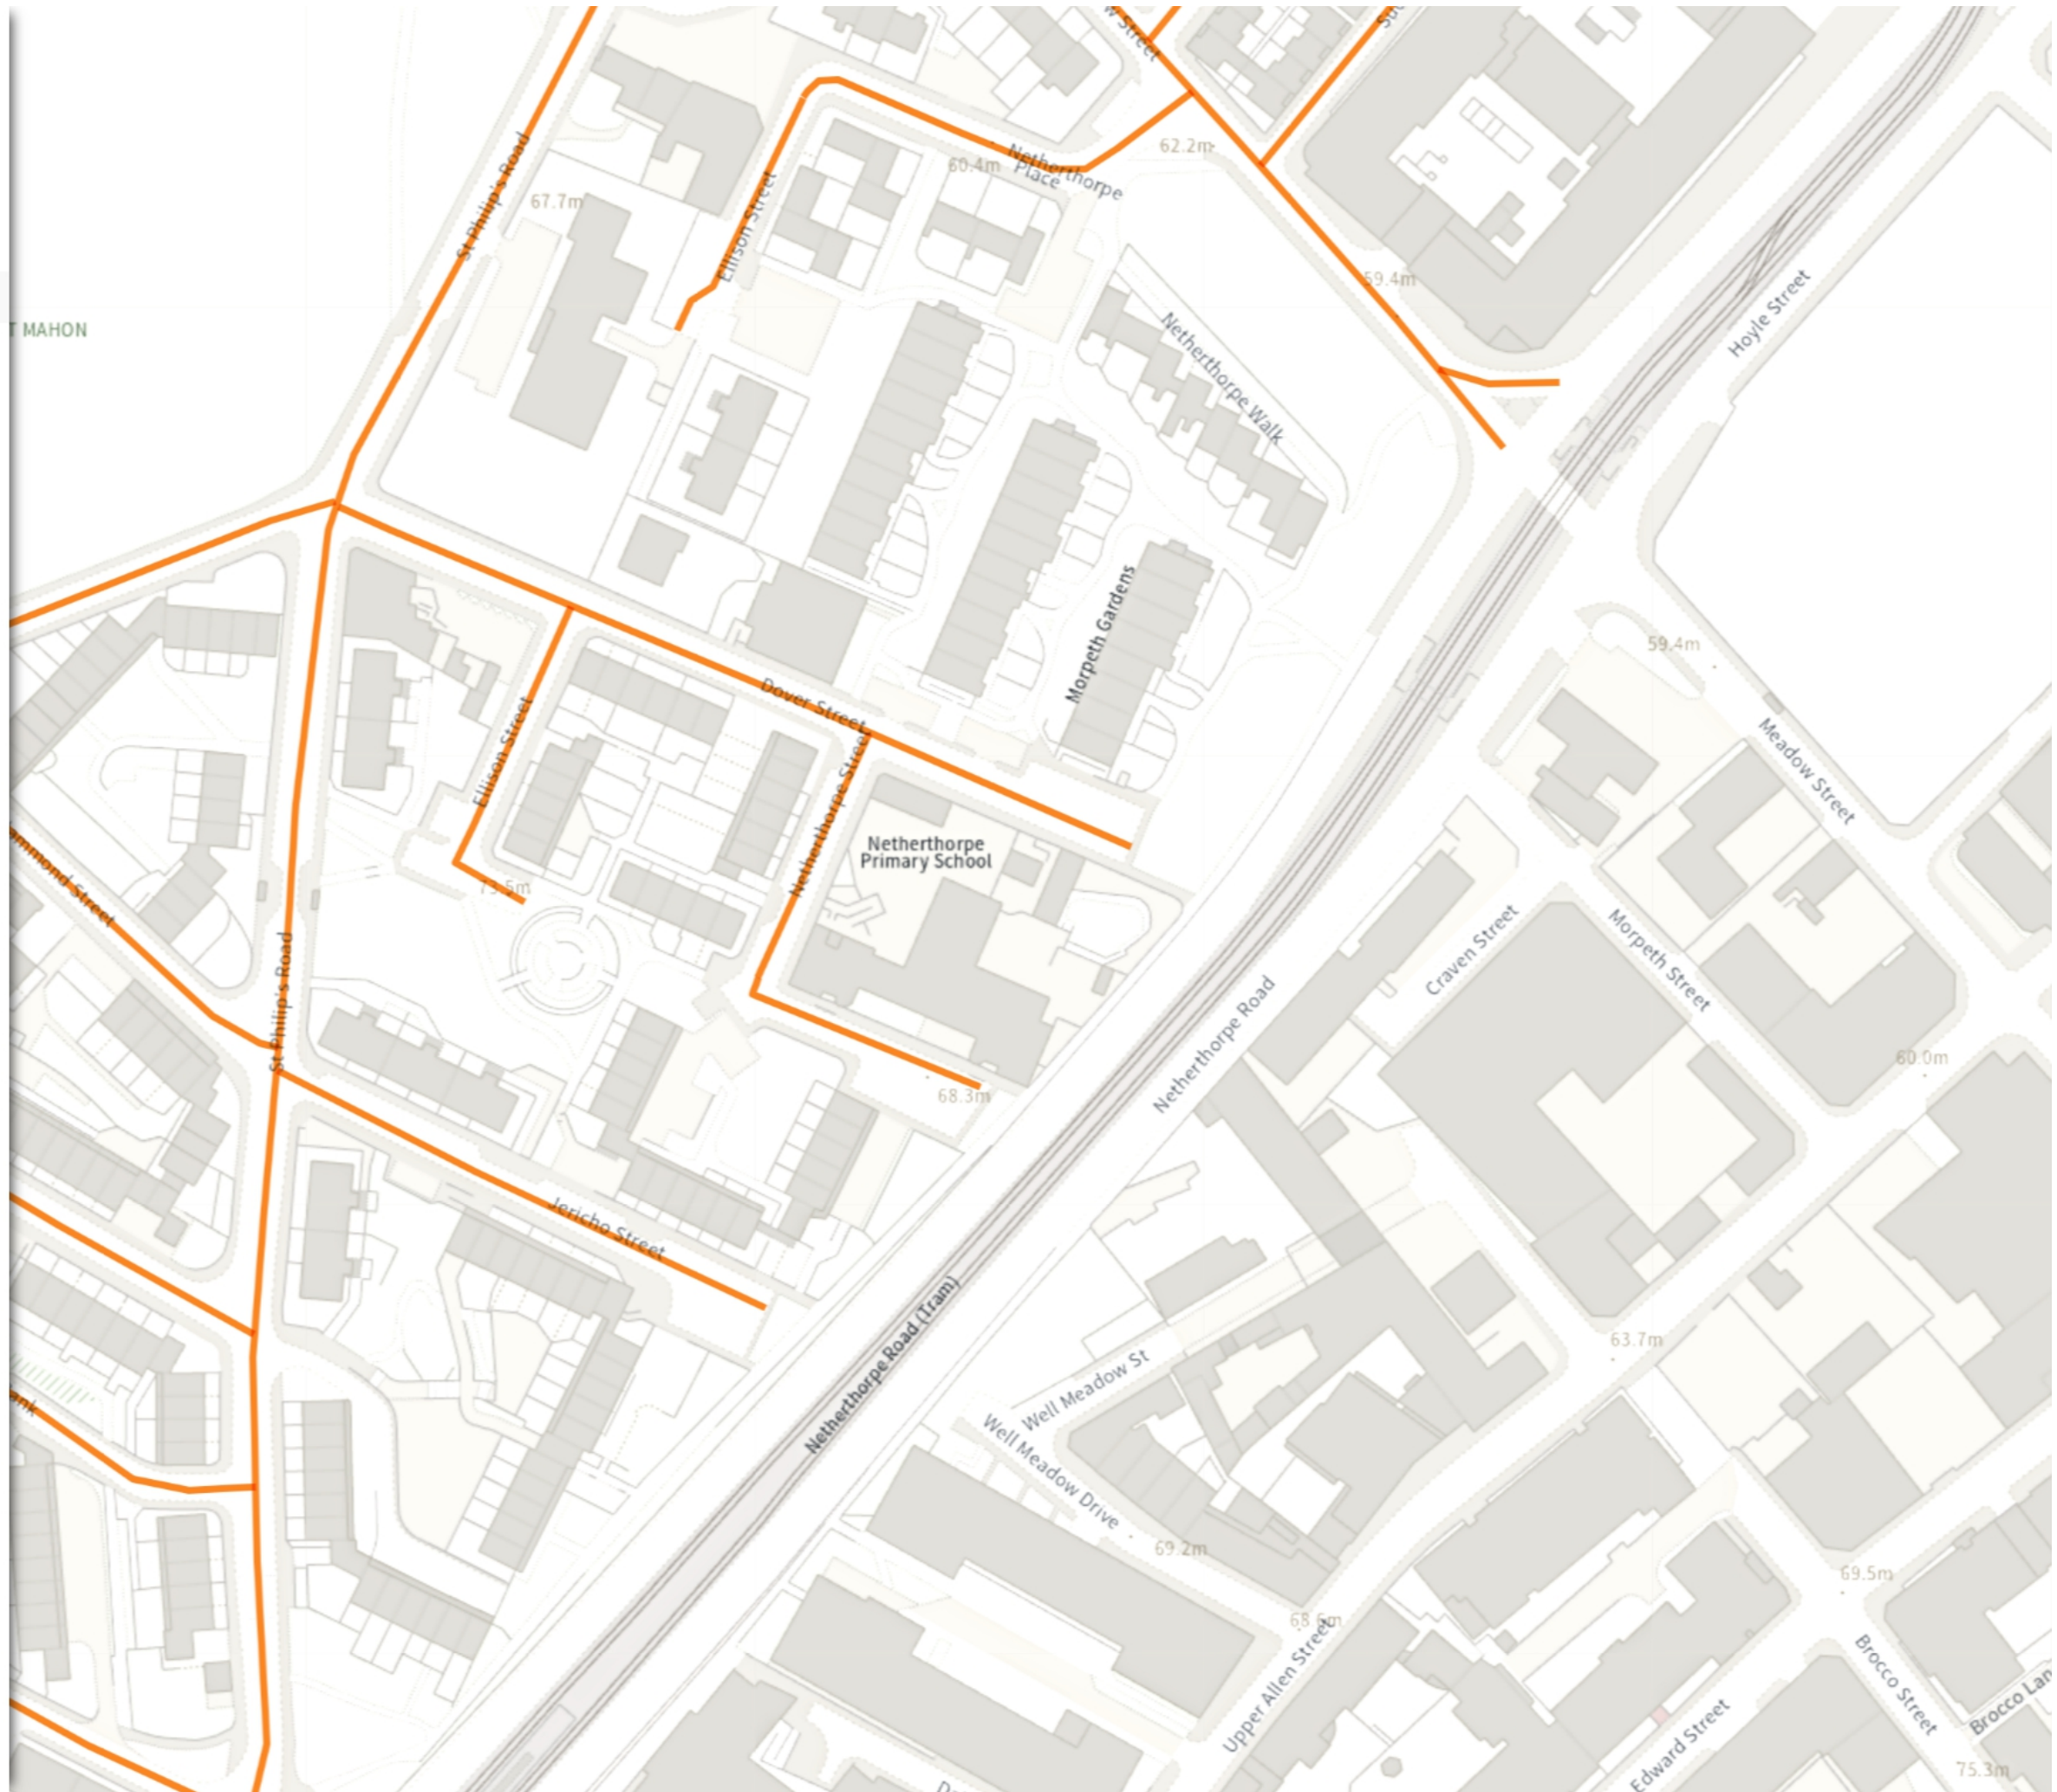 St Philip's Road
67.7m
Ellison Street
Netherthorpe
Place
60.4m
62.2m
59.4m
Hoyle Street
T MAHON
Netherthorpe Walk
Morpeth Gardens
59.4m
Meadow Street
Dover Street
Ellison Street
Netherthorpe Street
Netherthorpe
Primary School
73.5m
ammond Street
St Philip's Road
Craven Street
Morpeth Street
Netherthorpe Road
60.0m
68.3m
Jericho Street
Netherthorpe Road (Tram)
63.7m
Well Meadow St
Well Meadow Drive
ank
69.2m
69.5m
68.6m
Upper Allen Street
Brocco Street
Brocco Lan
Edward Street
75.3m
w Street